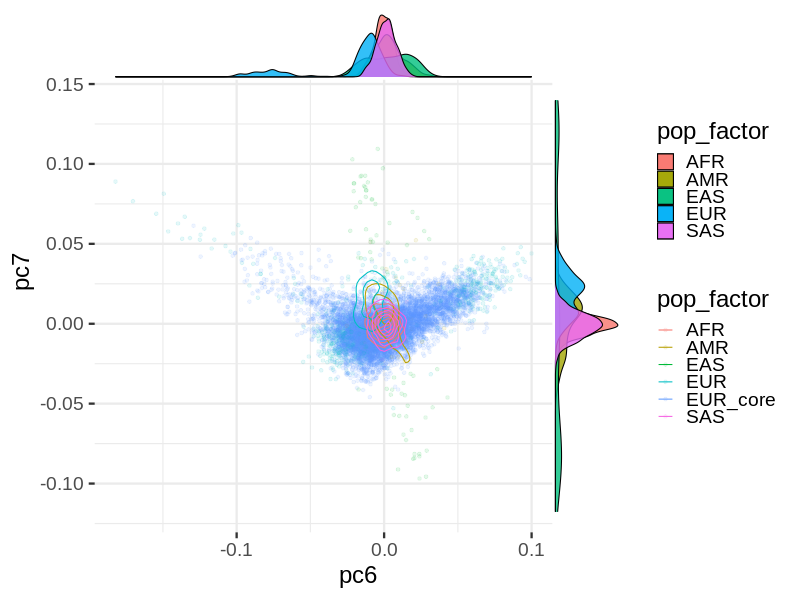 0.15
0.10
0.05
0.00
-0.05
-0.10
pc7
-0.1
0.0
0.1
pc6
pop_factor
AFR
AMR
EAS
EUR
SAS
pop_factor
AFR
AMR
EAS
EUR
EUR_core
SAS